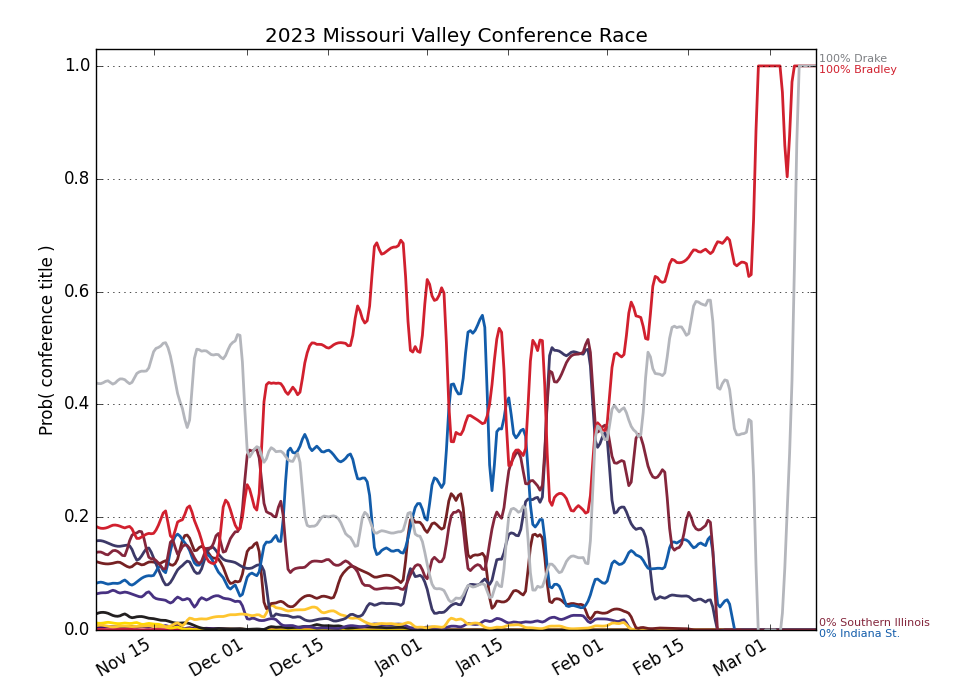 2023 Missouri Valley Conference Race
Prob( conference title )
1.0
0.8
0.6
0.4
0.2
0.0
Nov 15
Dec 01
Dec 15
Jan 01
Jan 15
Feb 01
Feb 15
Mar 01
100% Drake
100% Bradley
0% Southern Illinois
0% Indiana St.